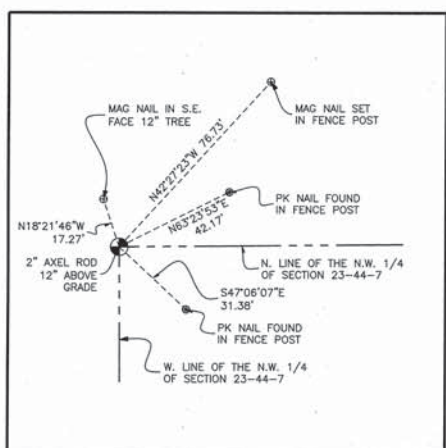 MAG NAIL IN S.E.
FACE 12" TREE
MAG NAIL SET
IN FENCE POST
N42°27'23"W 76.73'
PK NAIL FOUND
IN FENCE POST
N63°23'53"E
42.17'
N18°21'46"W
17.27'
2" AXEL ROD
12" ABOVE
GRADE
N. LINE OF THE N.W. 1/4
OF SECTION 23-44-7
S47°06'07"E
31.38'
PK NAIL FOUND
IN FENCE POST
W. LINE OF THE N.W. 1/4
OF SECTION 23-44-7